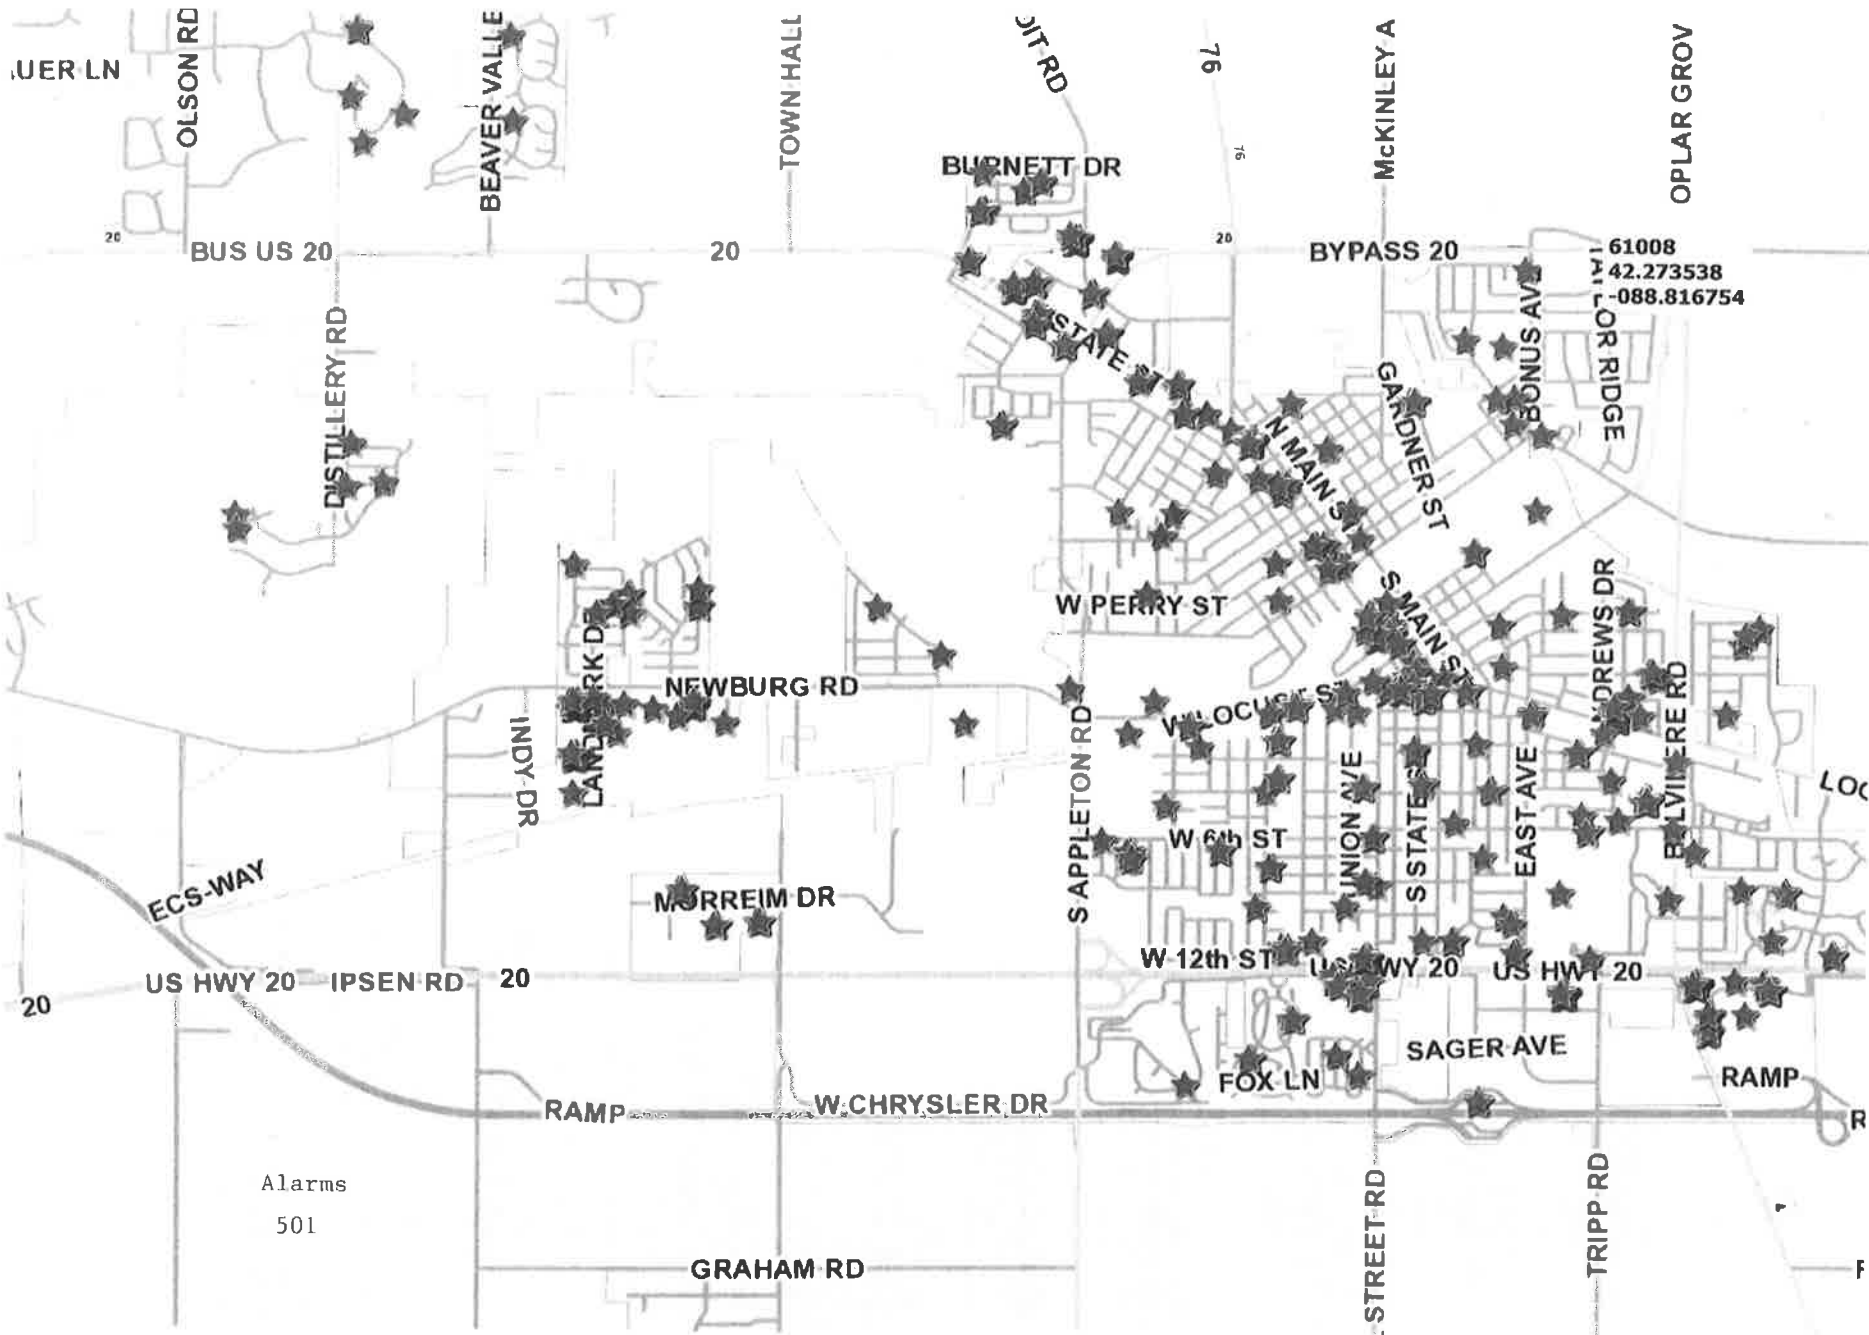 UER LN
OLSON RD
BEAVER VALLE
TOWN HALL
OIT RD
76
McKINLEY A
OPLAR GROV
76
BURNETT DR
20
BUS US 20
20
20
BYPASS 20
61008
42.273538
-088.816754
DISTILLERY RD
STATE ST
BONUS AVE
LOR RIDGE
GARDNER ST
N MAIN ST
W PERRY ST
S MAIN ST
ANDREWS DR
LANDMARK DR
NEWBURG RD
W LOCUST ST
INDY DR
S APPLETON RD
UNION AVE
S STATE S
EAST AVE
BELVIDERE RD
LOC
W 6th ST
ECS-WAY
MORREIM DR
W 12th ST
US HWY 20
US HWY 20
US HWY 20
IPSEN RD
20
20
SAGER AVE
FOX LN
RAMP
RAMP
W CHRYSLER DR
R
Alarms
501
STREET RD
TRIPP RD
GRAHAM RD
F